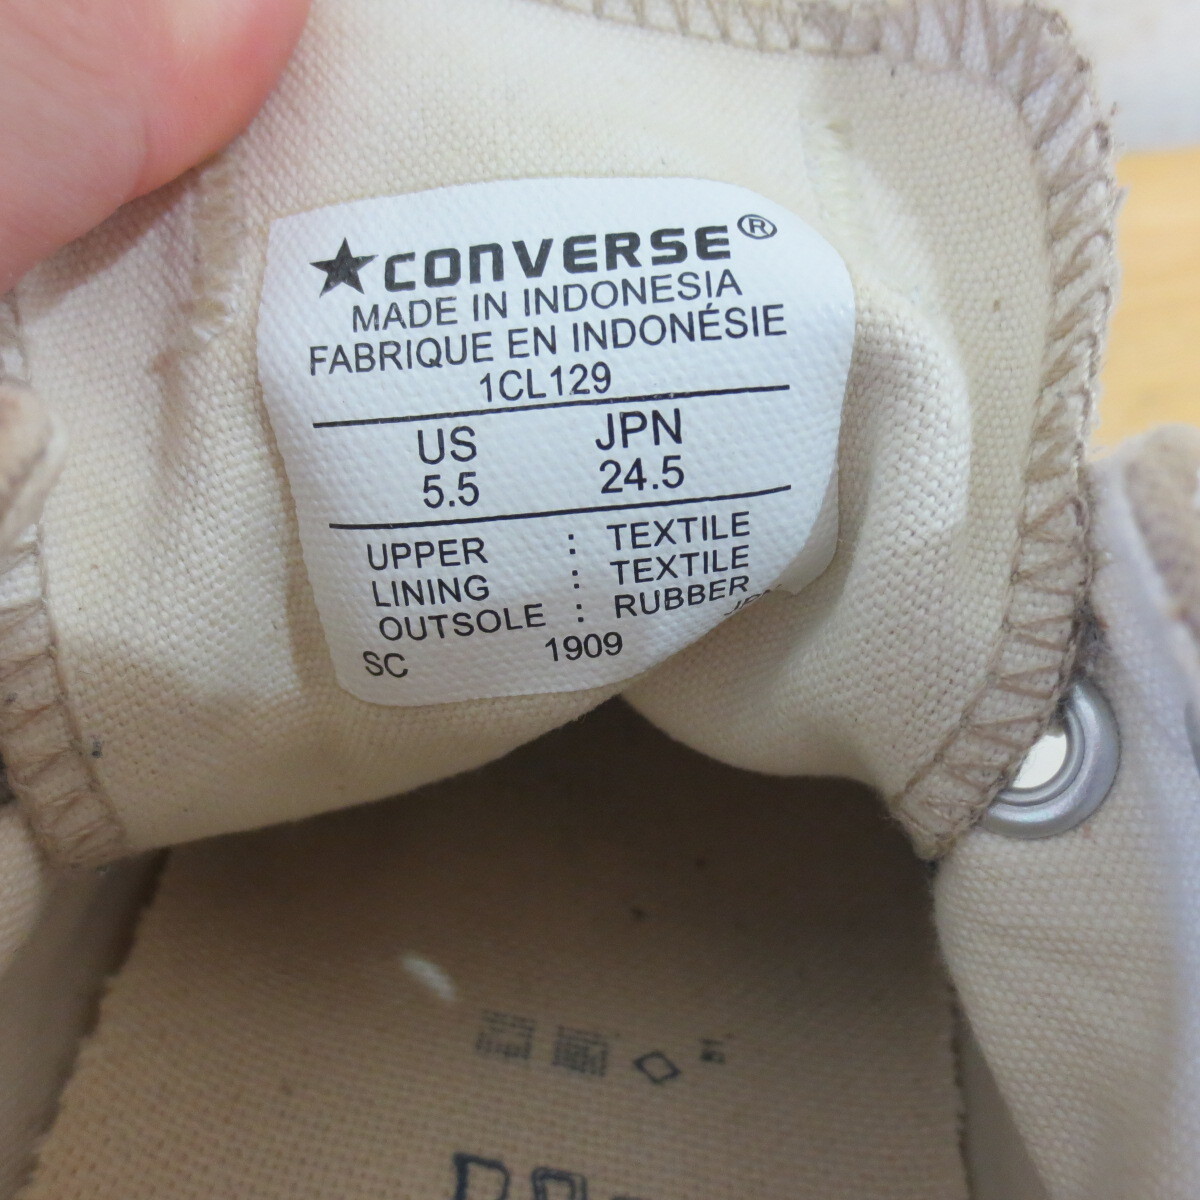 ★CONVERSE®
MADE IN INDONESIA
FABRIQUE EN INDONÉSIE
1CL129
US JPN
5.5 24.5
UPPER : TEXTILE
LINING : TEXTILE
OUTSOLE : RUBBER
SC 1909